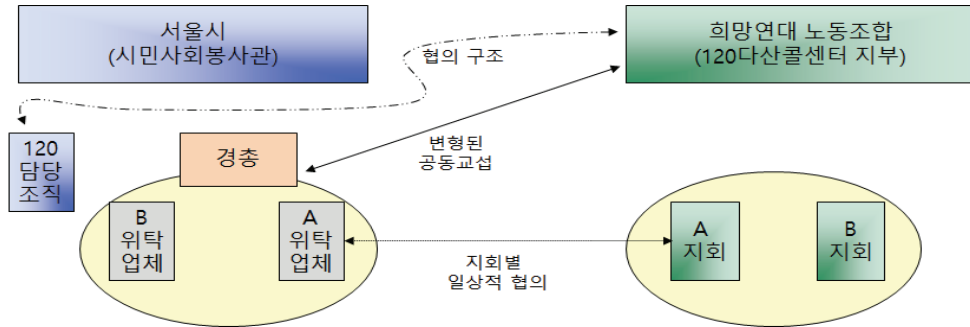 서울시
(시민사회봉사관)
희망연대 노동조합
(120다산콜센터 지부)
협의 구조
120
담당
조직
경총
변형된
공동교섭
B
위탁
업체
A
위탁
업체
A
지회
B
지회
지회별
일상적 협의